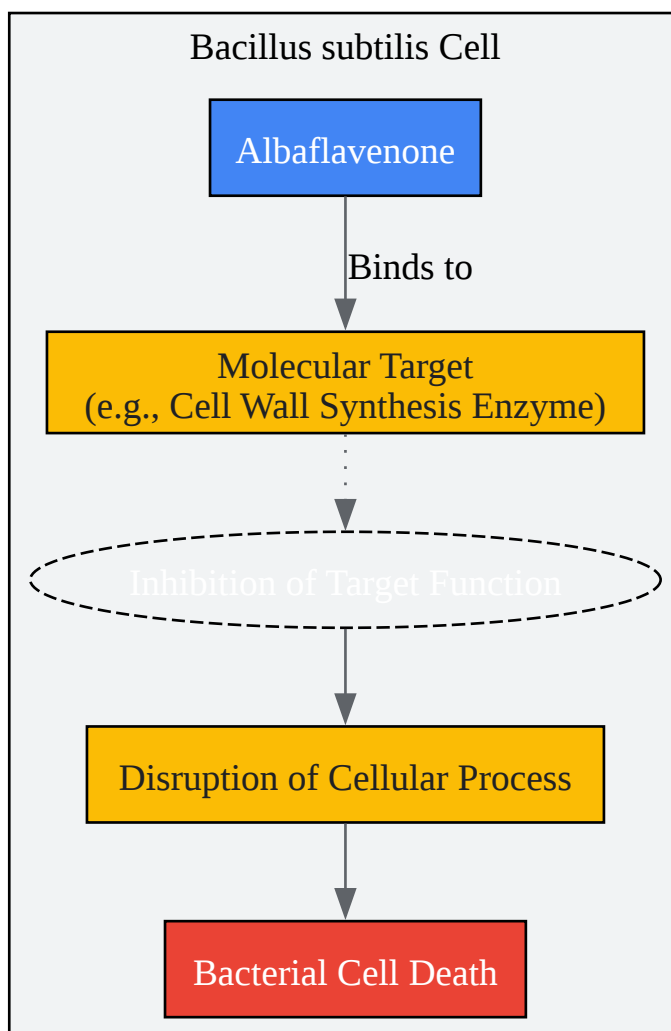 Bacillus subtilis Cell
Albaflavenone
Binds to
Molecular Target
(e.g., Cell Wall Synthesis Enzyme)
Inhibition of Target Function
Disruption of Cellular Process
Bacterial Cell Death